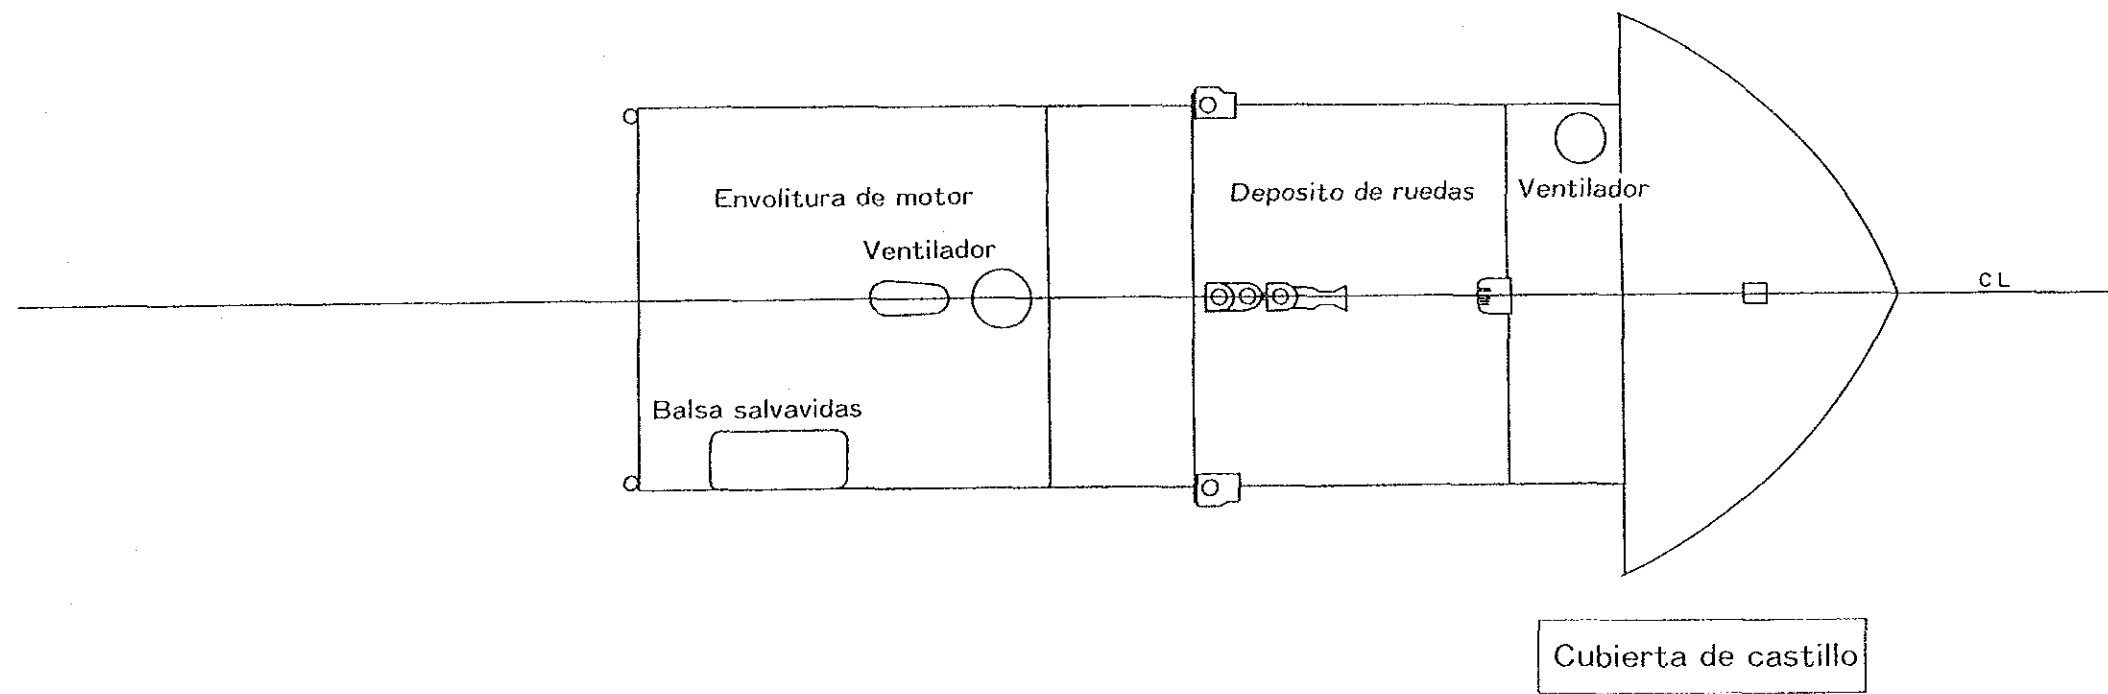 Envolitura de motor
Deposito de ruedas
Ventilador
Ventilador
CL
Balsa salvavidas
Cubierta de castillo